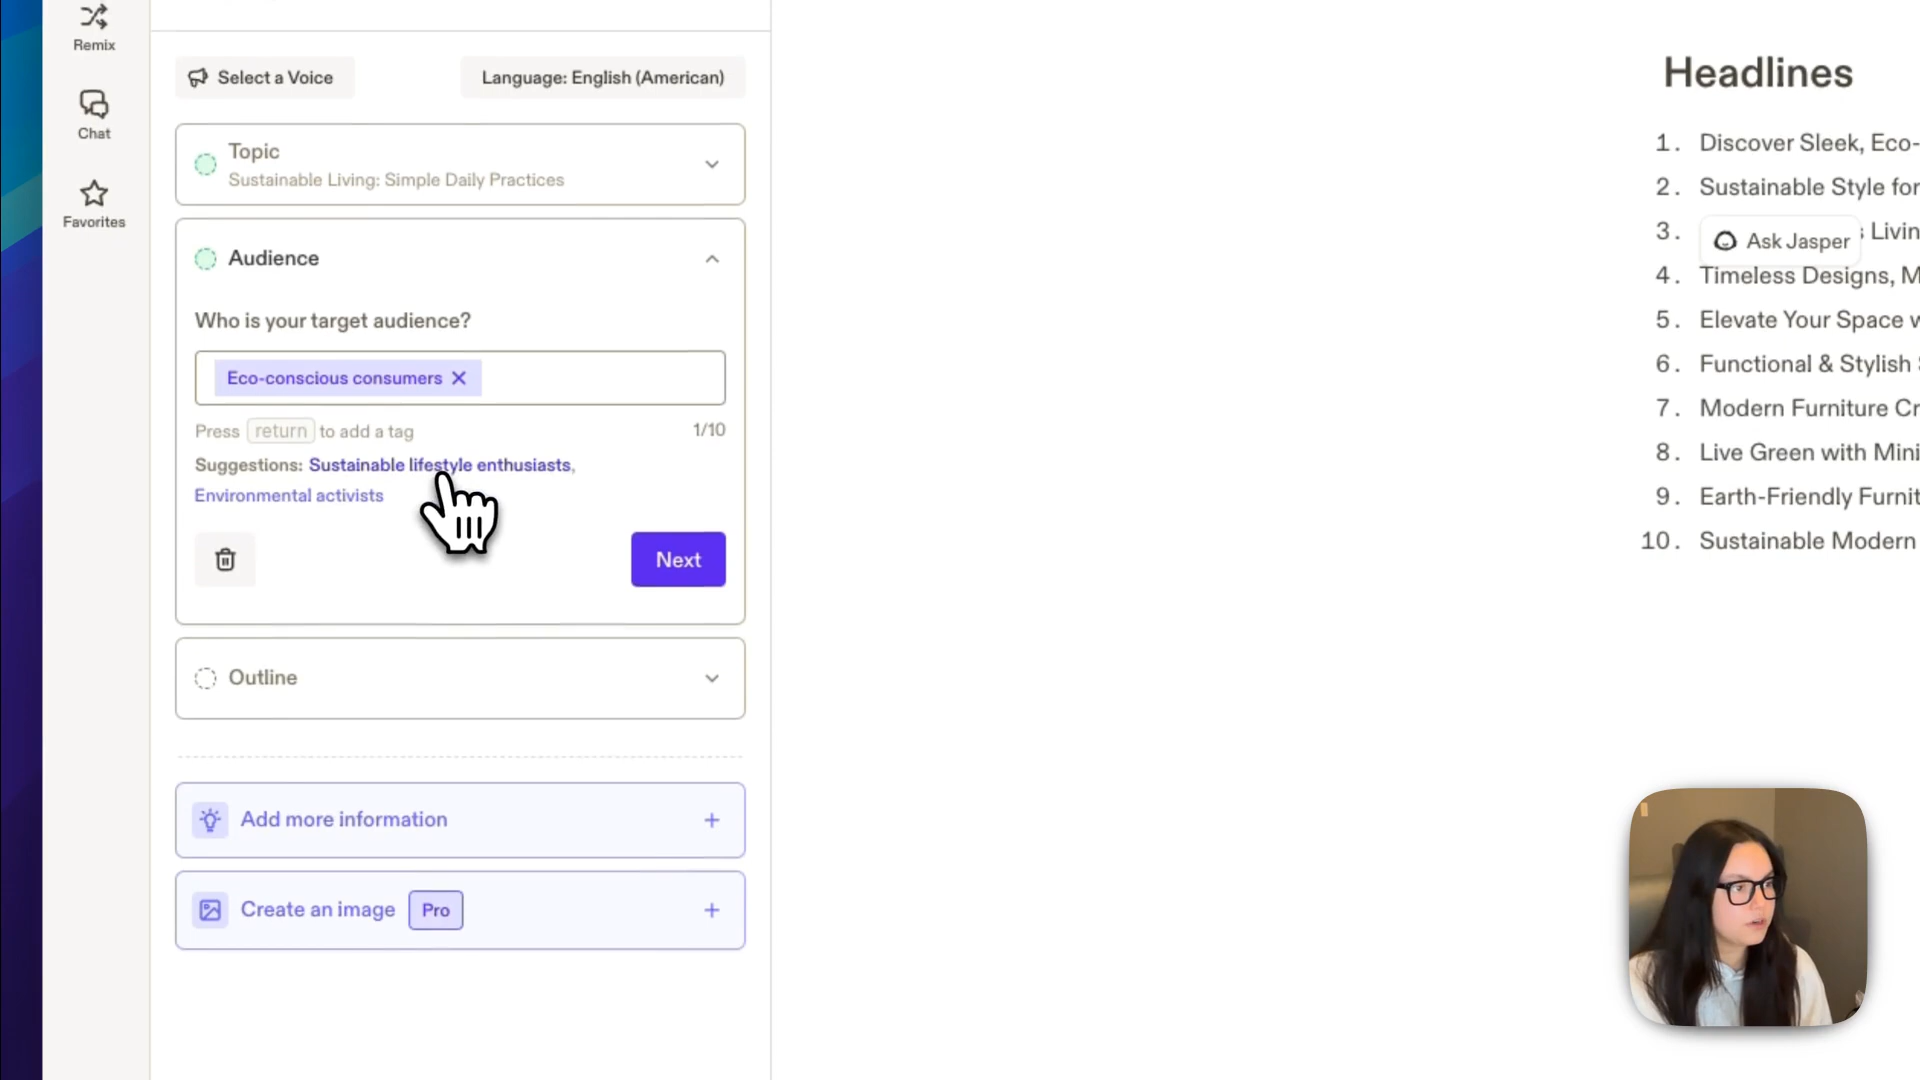 Remix
Chat
Favorites
Select a Voice
Language: English (American)
Topic
Sustainable Living: Simple Daily Practices
Audience
Who is your target audience?
Eco-conscious consumers
Press return to add a tag
1/10
Suggestions: Sustainable lifestyle enthusiasts,
Environmental activists
Next
Outline
Add more information
Create an image Pro
Headlines
1. Discover Sleek, Eco-
2. Sustainable Style for
3. Livin
Ask Jasper
4. Timeless Designs, M
5. Elevate Your Space w
6. Functional & Stylish
7. Modern Furniture Cr
8. Live Green with Mini
9. Earth-Friendly Furnit
10. Sustainable Modern